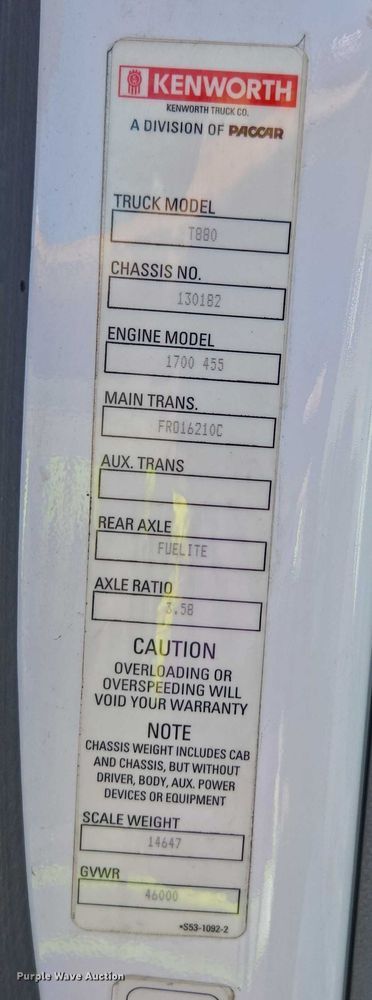 KENWORTH
KENWORTH TRUCK CO.
A DIVISION OF PACCAR
TRUCK MODEL
T880
CHASSIS NO.
130182
ENGINE MODEL
1700 455
MAIN TRANS.
FRO16210C
AUX. TRANS
REAR AXLE
FUELITE
AXLE RATIO
3.58
CAUTION
OVERLOADING OR
OVERSPEEDING WILL
VOID YOUR WARRANTY
NOTE
CHASSIS WEIGHT INCLUDES CAB
AND CHASSIS, BUT WITHOUT
DRIVER, BODY, AUX. POWER
DEVICES OR EQUIPMENT
SCALE WEIGHT
14647
GVWR
46000
*S53-1092-2
Purple Wave Auction